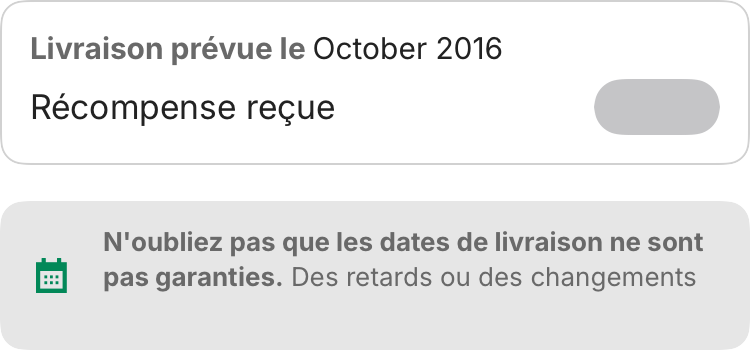 Livraison prévue le October 2016
Récompense reçue
N'oubliez pas que les dates de livraison ne sont
pas garanties. Des retards ou des changements